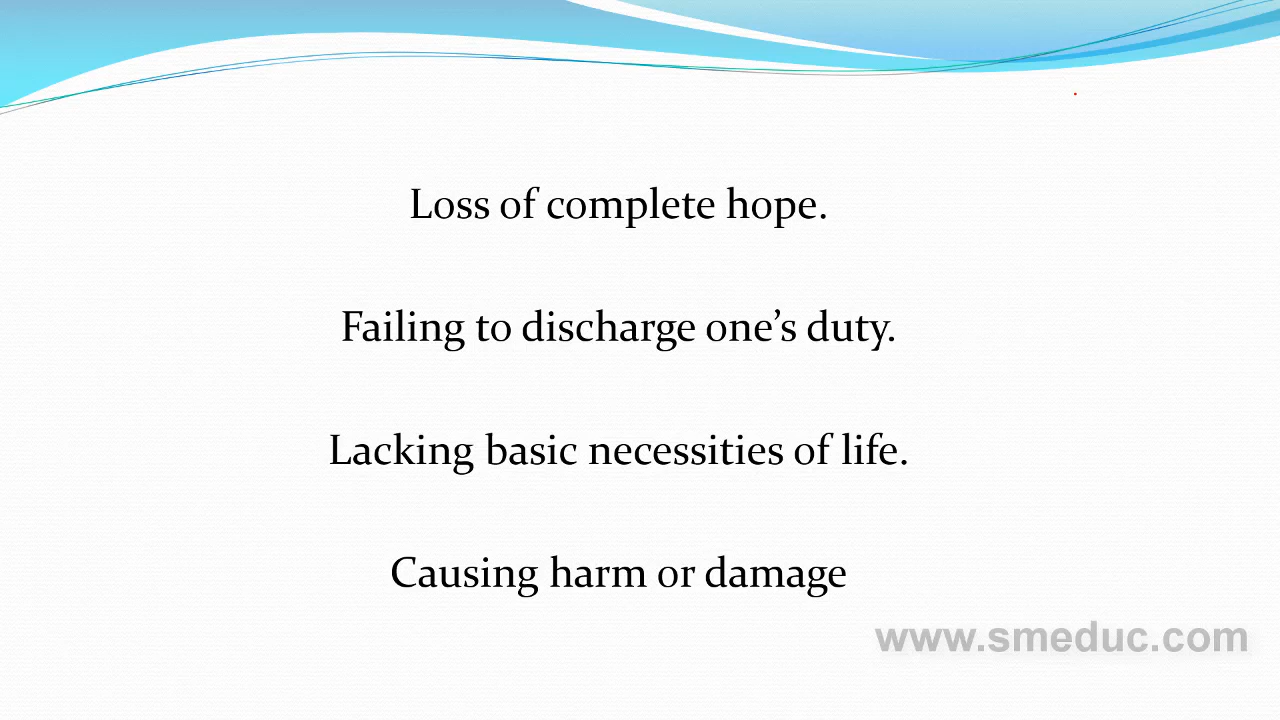 Loss of complete hope.
Failing to discharge one’s duty.
Lacking basic necessities of life.
Causing harm or damage
www.smeduc.com